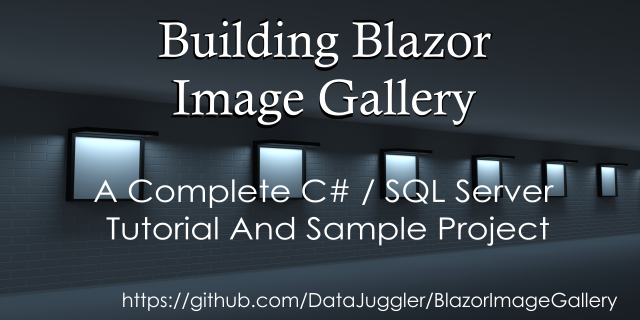 Building Blazor
Image Gallery
A Complete C# / SQL Server
Tutorial And Sample Project
https://github.com/DataJuggler/BlazorImageGallery